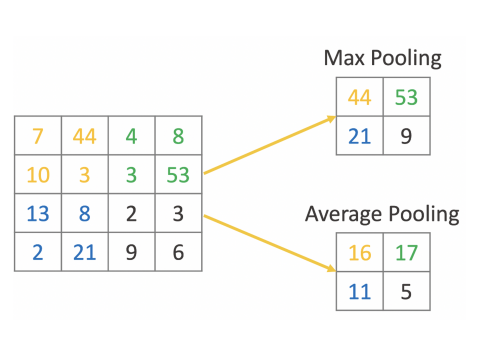 Max Pooling
44 53
21 9
7 44 4 8
10 3 3 53
13 8 2 3
2 21 9 6
Average Pooling
16 17
11 5